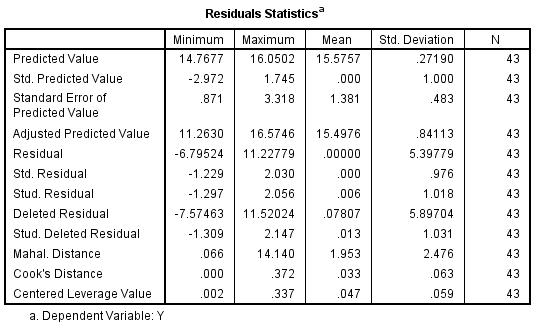 Residuals Statisticsa
Minimum Maximum Mean Std. Deviation N
Predicted Value 14.7677 16.0502 15.5757 .27190 43
Std. Predicted Value -2.972 1.745 .000 1.000 43
Standard Error of
Predicted Value .871 3.318 1.381 .483 43
Adjusted Predicted Value 11.2630 16.5746 15.4976 .84113 43
Residual -6.79524 11.22779 .00000 5.39779 43
Std. Residual -1.229 2.030 .000 .976 43
Stud. Residual -1.297 2.056 .006 1.018 43
Deleted Residual -7.57463 11.52024 .07807 5.89704 43
Stud. Deleted Residual -1.309 2.147 .013 1.031 43
Mahal. Distance .066 14.140 1.953 2.476 43
Cook's Distance .000 .372 .033 .063 43
Centered Leverage Value .002 .337 .047 .059 43
a. Dependent Variable: Y